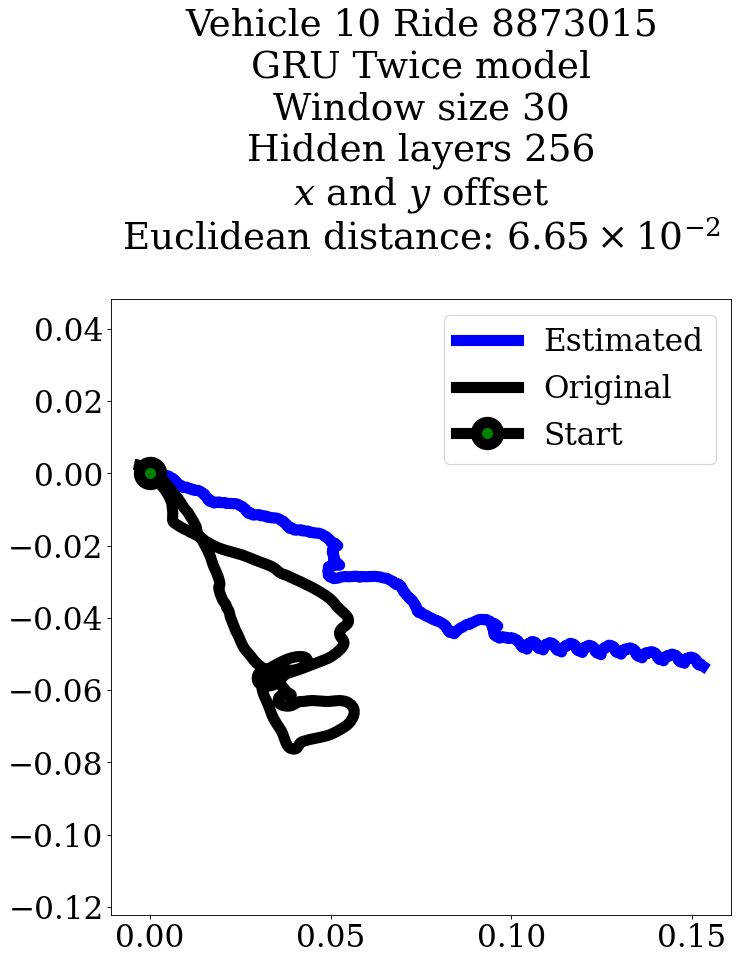 Vehicle 10 Ride 8873015
GRU Twice model
Window size 30
Hidden layers 256
x and y offset
Euclidean distance: 6.65 × 10⁻²
Estimated
Original
Start
0.04
0.02
0.00
−0.02
−0.04
−0.06
−0.08
−0.10
−0.12
0.00 0.05 0.10 0.15